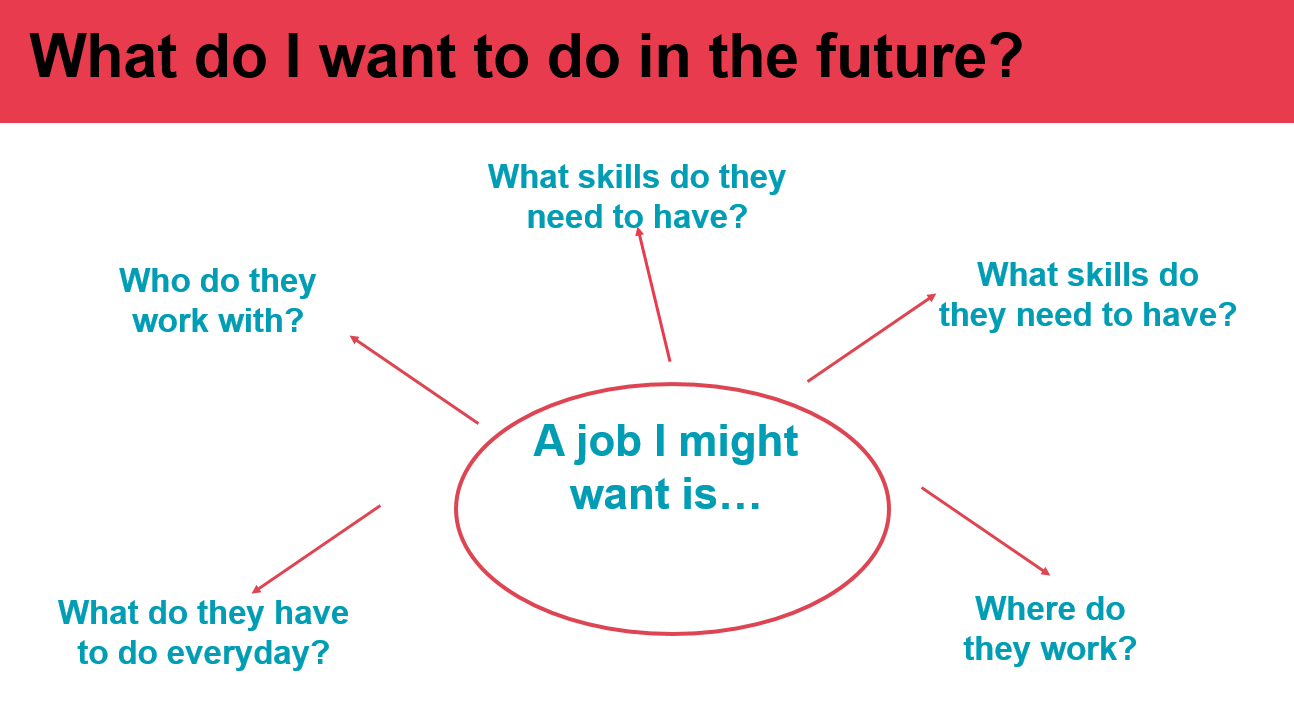 What do I want to do in the future?
What skills do they
need to have?
Who do they
work with?
What skills do
they need to have?
A job I might
want is…
What do they have
to do everyday?
Where do
they work?